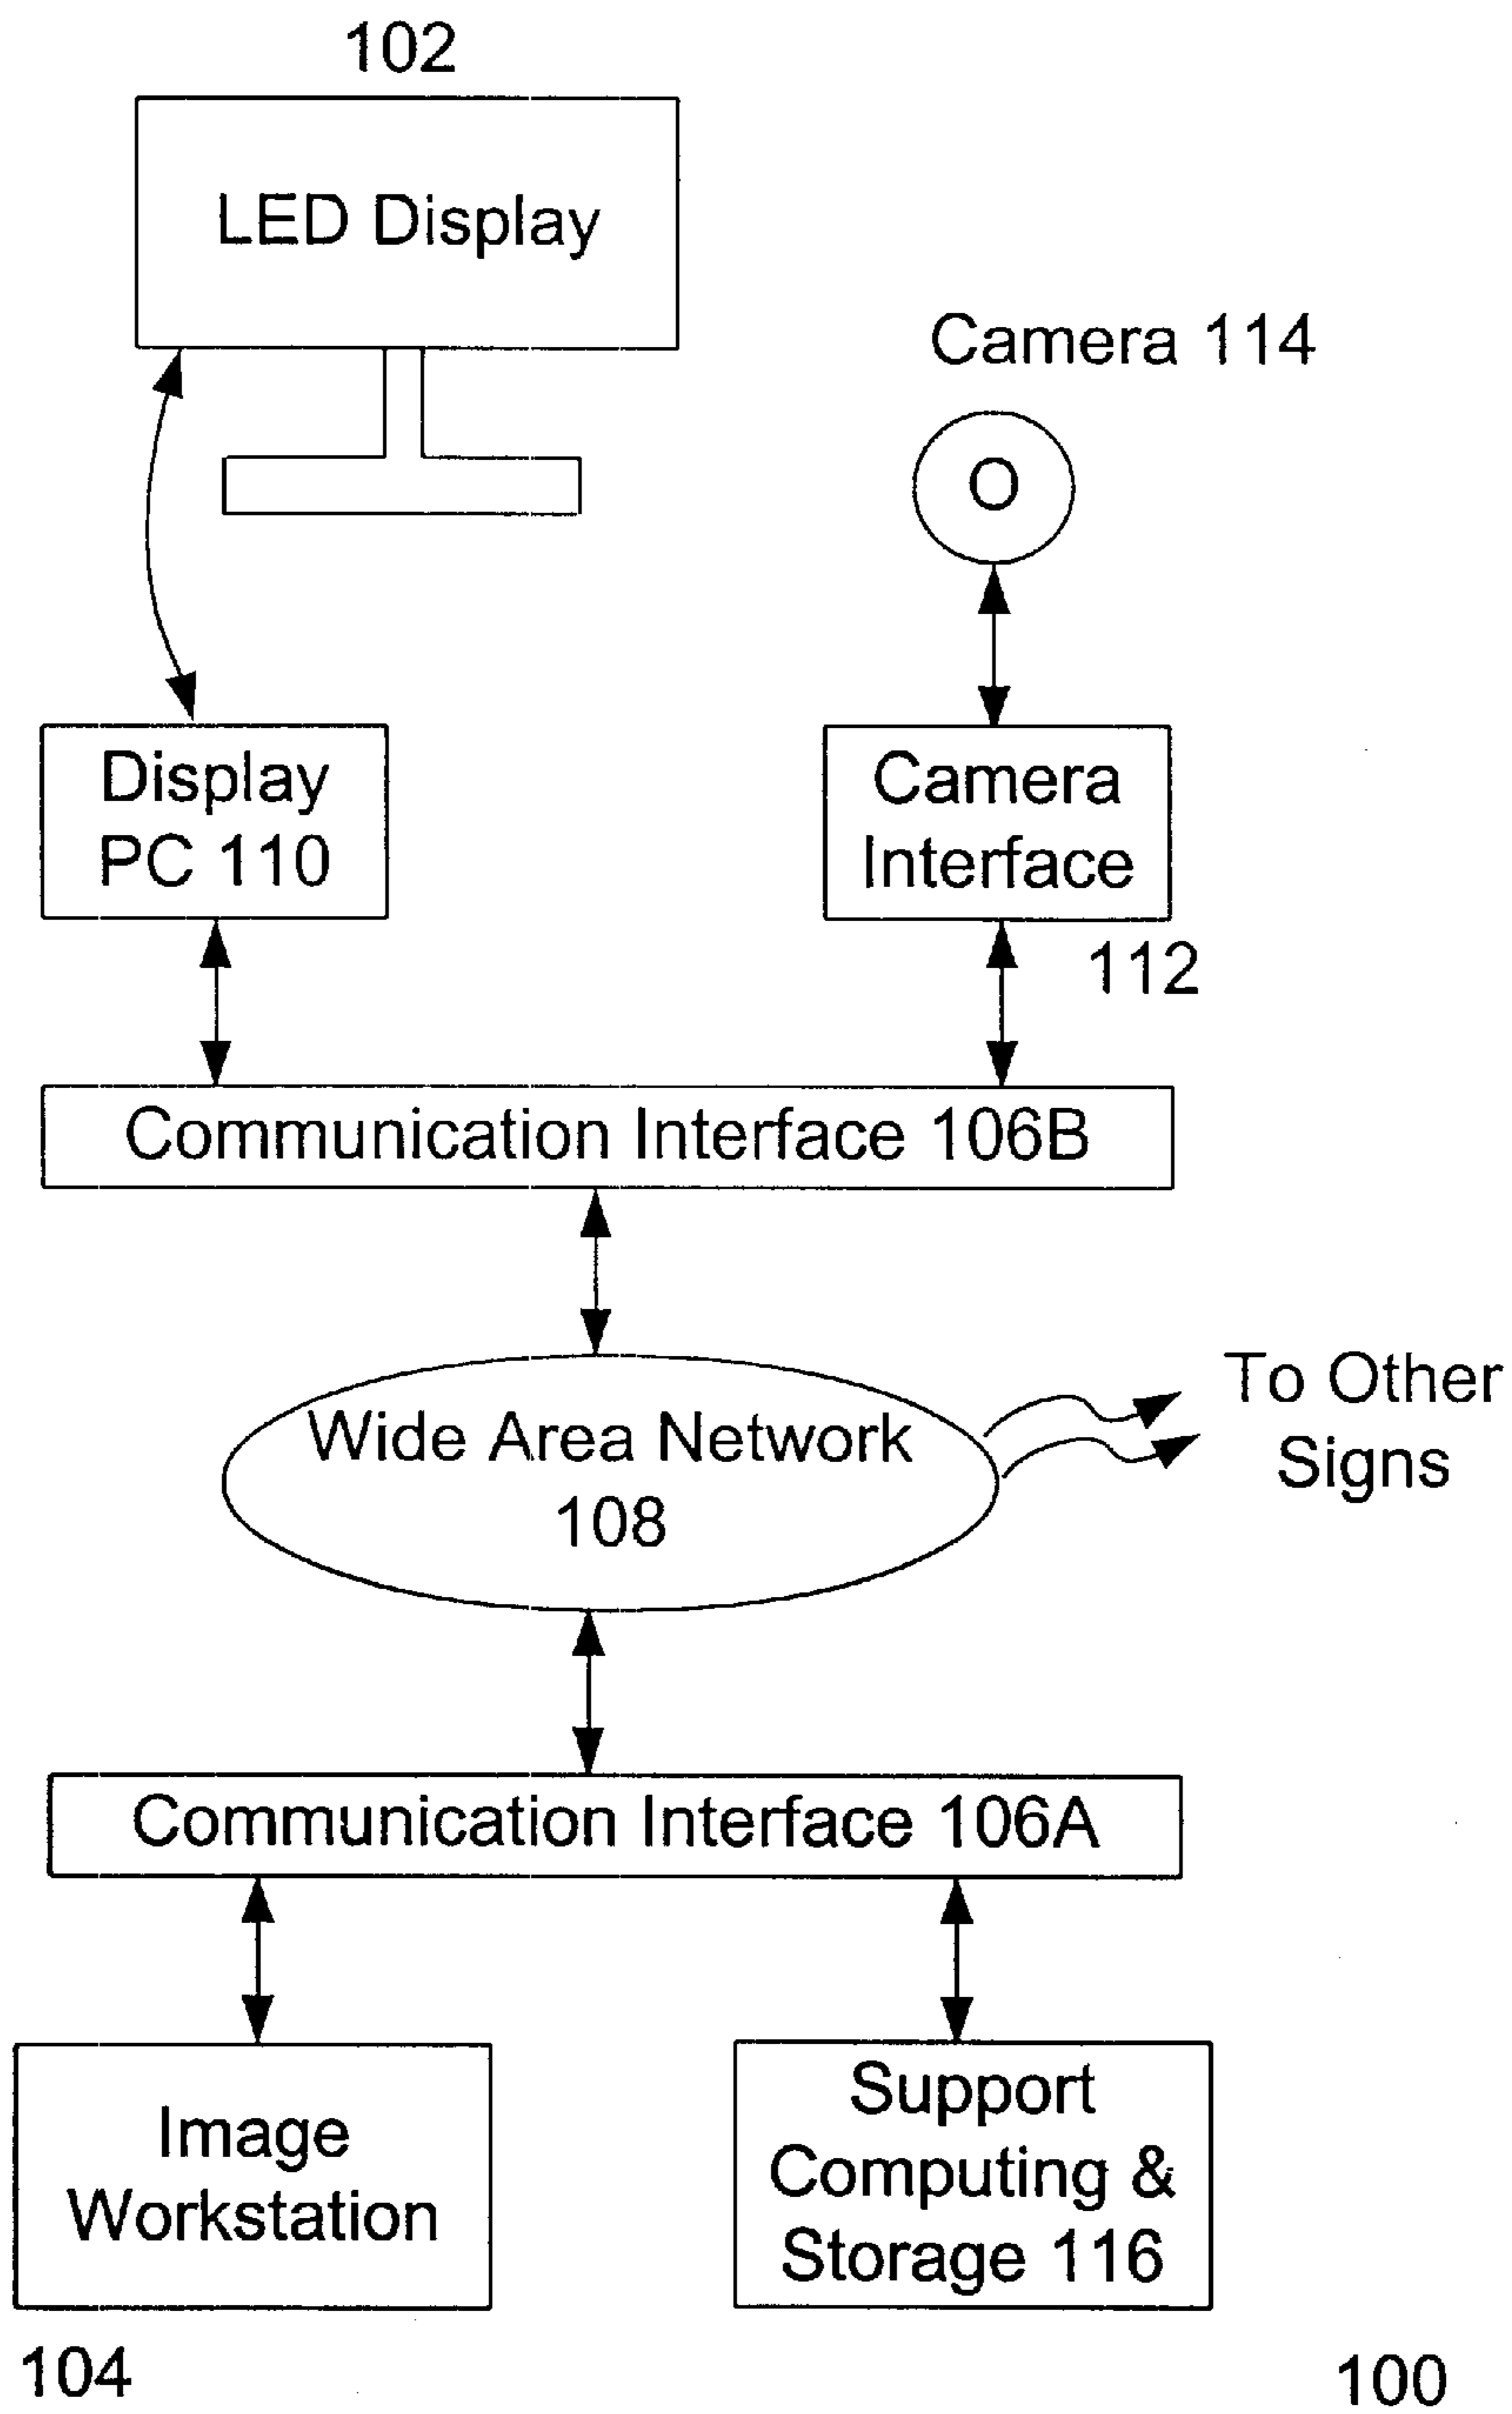 102
LED Display
Camera 114
O
Display
PC 110
Camera
Interface
112
Communication Interface 106B
Wide Area Network
108
To Other
Signs
Communication Interface 106A
Image
Workstation
104
Support
Computing &
Storage 116
100